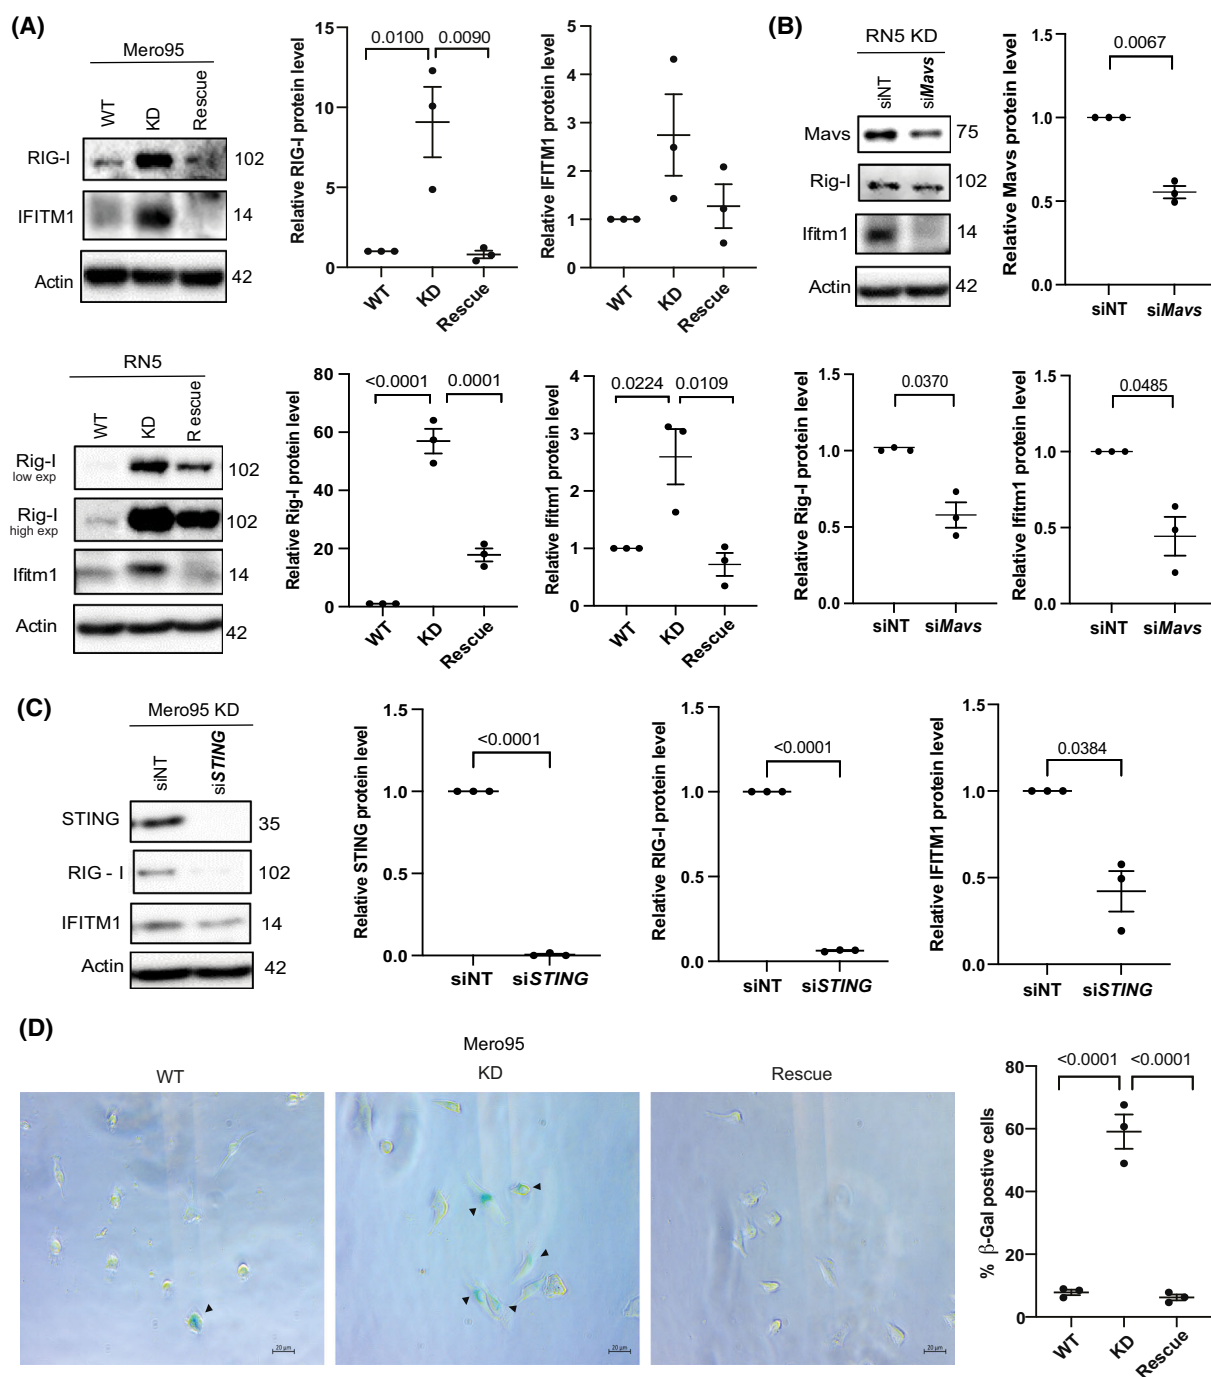 (A)
Mero95
WT
KD
Rescue
RIG-I
102
IFITM1
14
Actin
42
Relative RIG-I protein level
15
10
5
0
0.0100
0.0090
WT
KD
Rescue
Relative IFITM1 protein level
5
4
3
2
1
0
WT
KD
Rescue
RN5
WT
KD
R escue
Rig-I
low exp
102
Rig-I
high exp
102
Ifitm1
14
Actin
42
Relative Rig-I protein level
80
60
40
20
0
<0.0001
0.0001
WT
KD
Rescue
Relative Ifitm1 protein level
4
3
2
1
0
0.0224
0.0109
WT
KD
Rescue
(B)
RN5 KD
siNT
siMavs
Mavs
75
Rig-I
102
Ifitm1
14
Actin
42
Relative Mavs protein level
1.5
1.0
0.5
0.0
0.0067
siNT
siMavs
Relative Rig-I protein level
1.5
1.0
0.5
0.0
0.0370
siNT
siMavs
Relative Ifitm1 protein level
1.5
1.0
0.5
0.0
0.0485
siNT
siMavs
(C)
Mero95 KD
siNT
siSTING
STING
35
RIG - I
102
IFITM1
14
Actin
42
Relative STING protein level
1.5
1.0
0.5
0.0
<0.0001
siNT
siSTING
Relative RIG-I protein level
1.5
1.0
0.5
0.0
<0.0001
siNT
siSTING
Relative IFITM1 protein level
1.5
1.0
0.5
0.0
0.0384
siNT
siSTING
(D)
Mero95
WT
KD
Rescue
20 µm
20 µm
20 µm
% β-Gal postive cells
80
60
40
20
0
<0.0001
<0.0001
WT
KD
Rescue